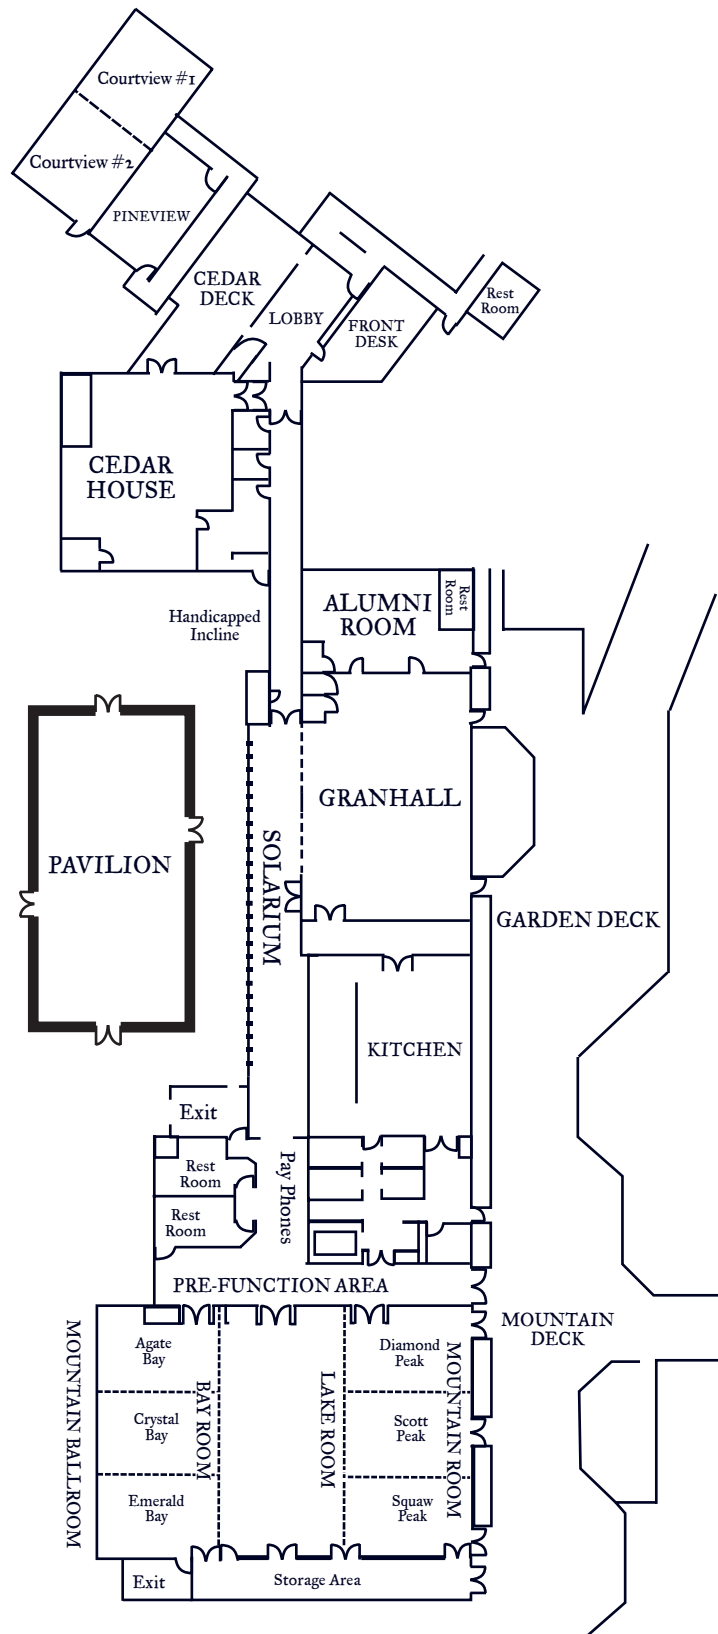 Courtview #1
Courtview #2
PINEVIEW
CEDAR
DECK
LOBBY
Rest
Room
FRONT
DESK
CEDAR
HOUSE
Rest
Room
ALUMNI
ROOM
Handicapped
Incline
GRANHALL
SOLARIUM
PAVILION
GARDEN DECK
KITCHEN
Exit
Pay Phones
Rest
Room
Rest
Room
PRE-FUNCTION AREA
MOUNTAIN
DECK
MOUNTAIN BALLROOM
Agate
Bay
BAY ROOM
LAKE ROOM
Diamond
Peak
MOUNTAIN ROOM
Crystal
Bay
Scott
Peak
Emerald
Bay
Squaw
Peak
Exit
Storage Area